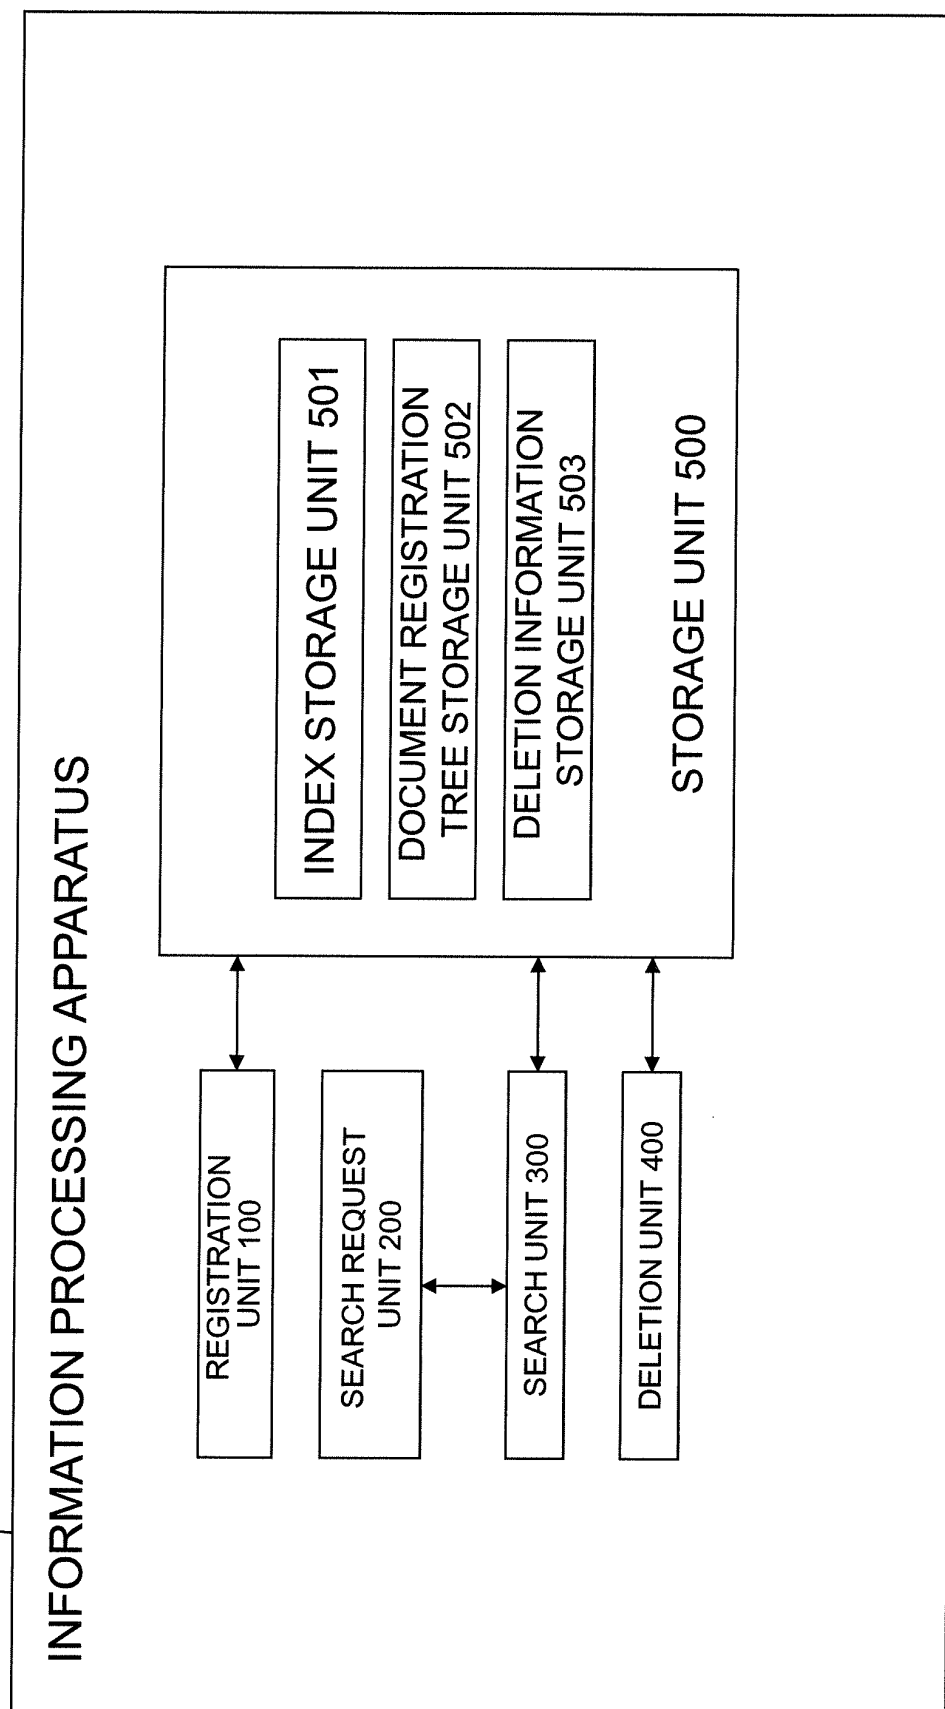 INFORMATION PROCESSING APPARATUS
REGISTRATION
UNIT 100
SEARCH REQUEST
UNIT 200
SEARCH UNIT 300
DELETION UNIT 400
INDEX STORAGE UNIT 501
DOCUMENT REGISTRATION
TREE STORAGE UNIT 502
DELETION INFORMATION
STORAGE UNIT 503
STORAGE UNIT 500